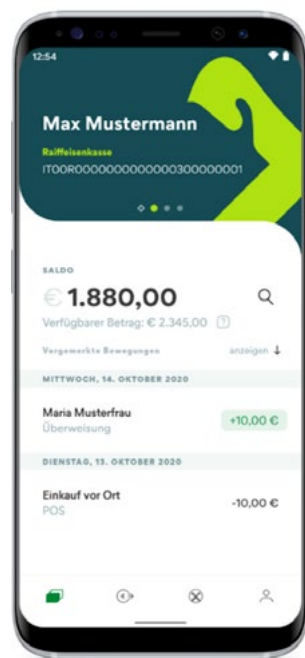 12:54
Max Mustermann
Raiffeisenkasse
IT00R0000000000000300000001
SALDO
€ 1.880,00
Verfügbarer Betrag: € 2.345,00 ?
Vorgemerkte Bewegungen anzeigen ↓
MITTWOCH, 14. OKTOBER 2020
Maria Musterfrau
+10,00 €
Überweisung
DIENSTAG, 13. OKTOBER 2020
Einkauf vor Ort
-10,00 €
POS